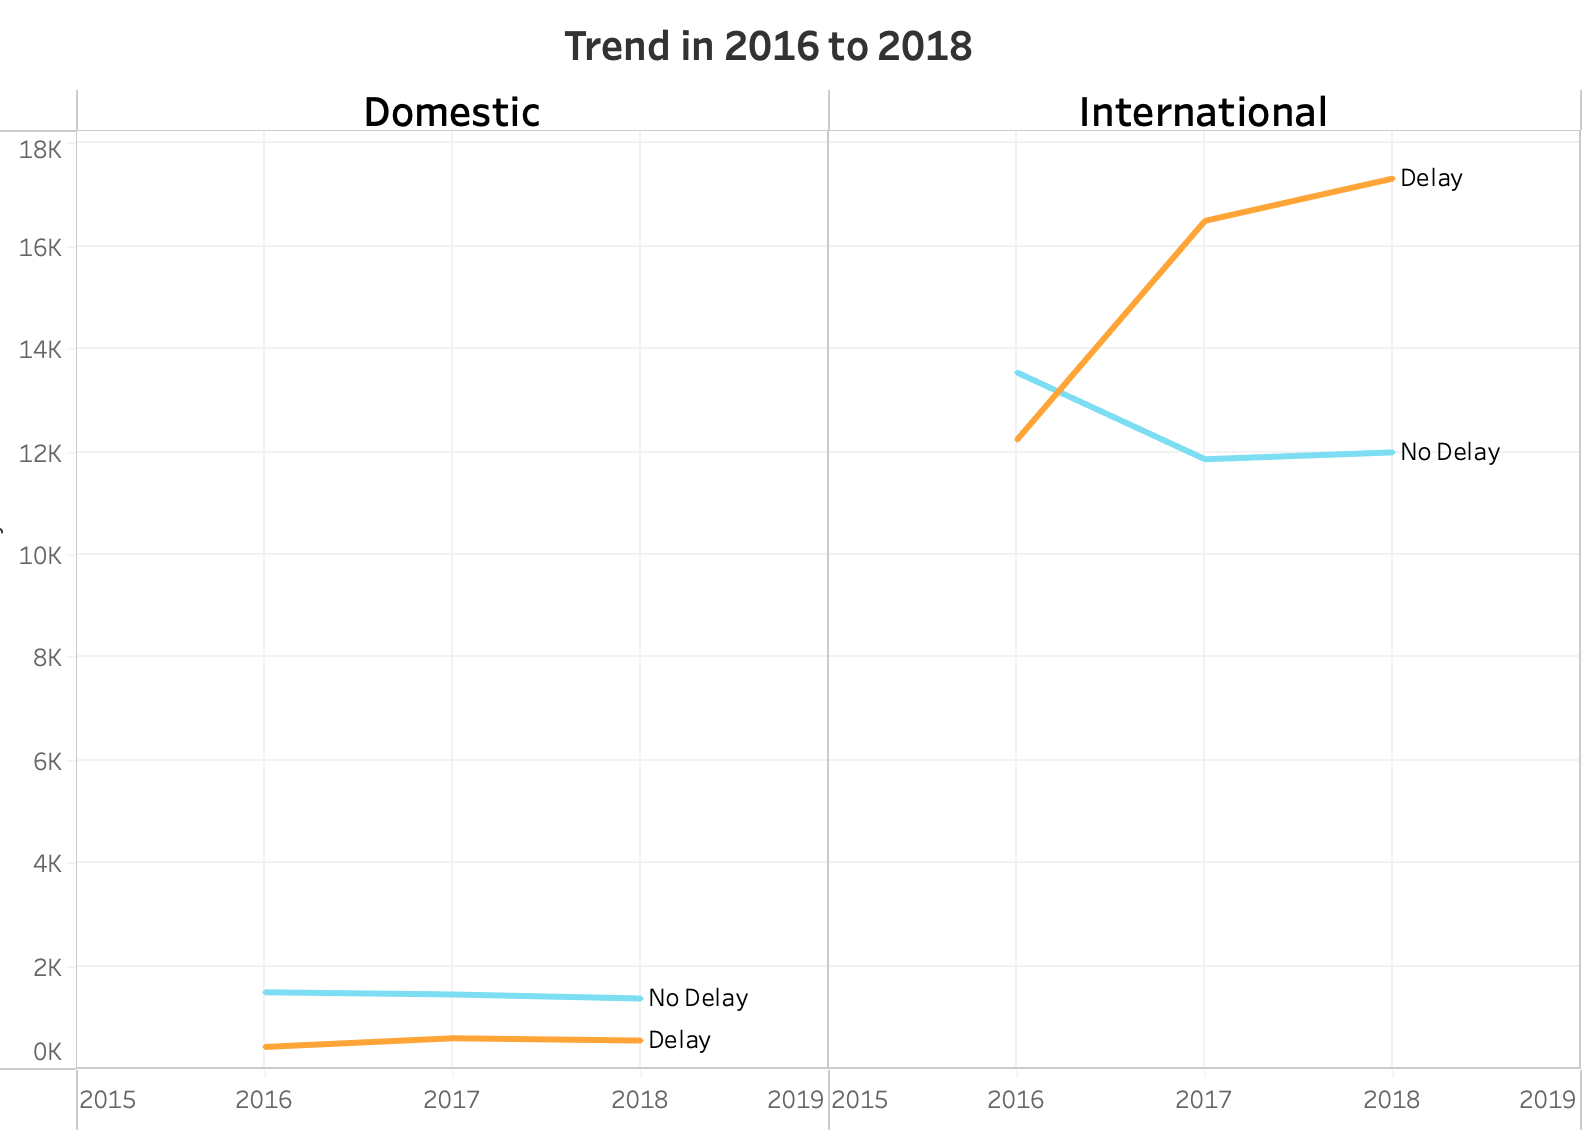 Trend in 2016 to 2018
Domestic
International
18K
16K
14K
12K
10K
8K
6K
4K
2K
0K
Delay
No Delay
No Delay
Delay
2015 2016 2017 2018 2019 2015 2016 2017 2018 2019